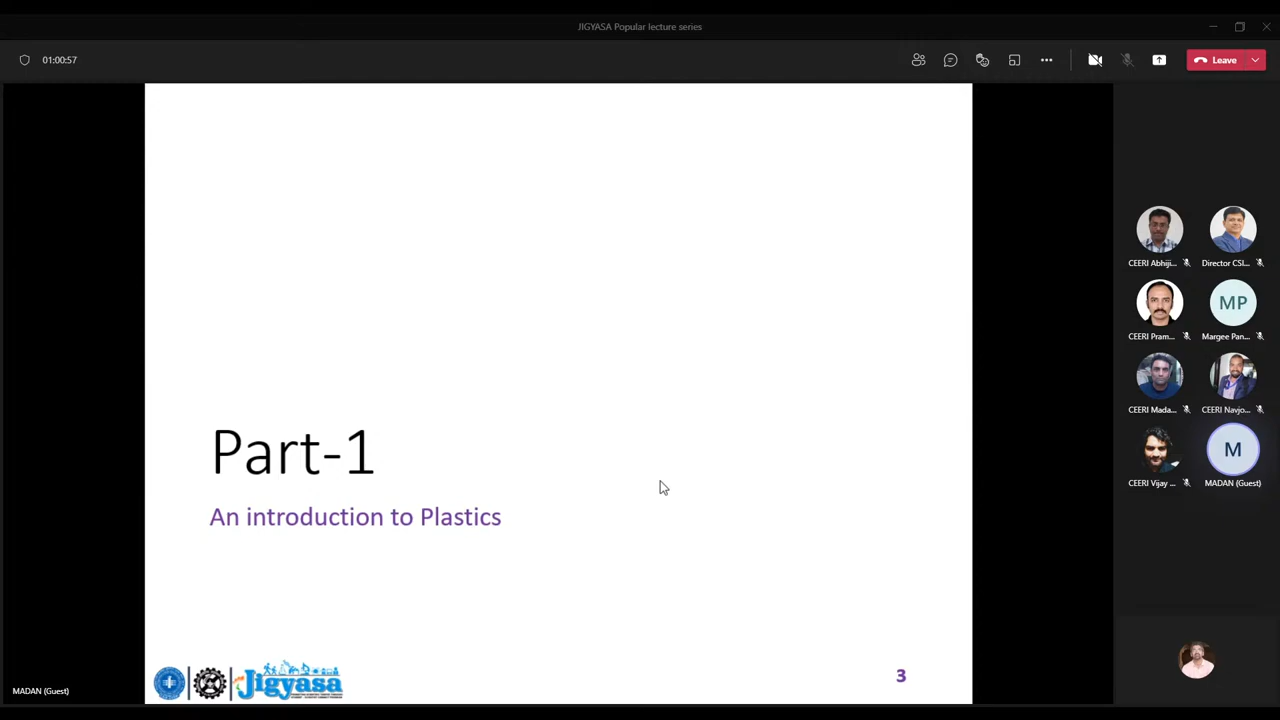 JIGYASA Popular lecture series
01:00:57
Leave
Part-1
An introduction to Plastics
Jigyasa
3
MADAN (Guest)
CEERI Abhiji...
Director CSI...
CEERI Pram...
MP
Margee Pan...
CEERI Mada...
CEERI Navjo...
CEERI Vijay ...
M
MADAN (Guest)